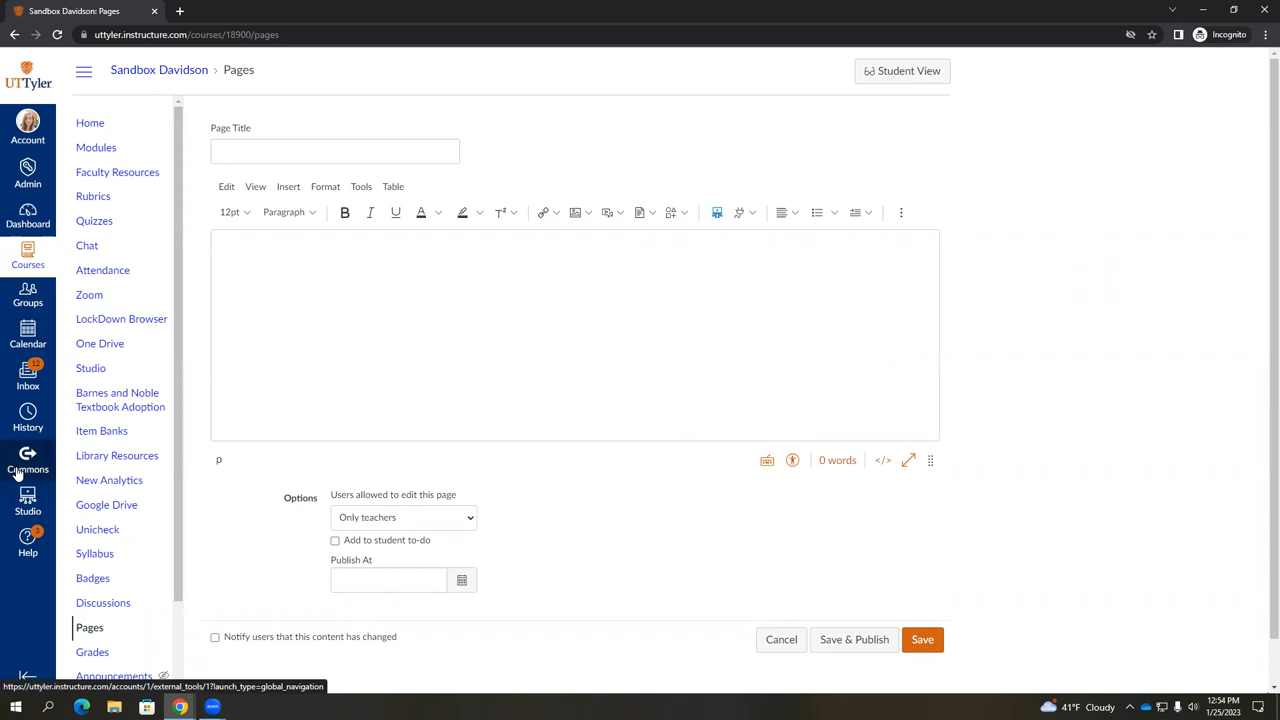 Sandbox Davidson: Pages
uttyler.instructure.com/courses/18900/pages
Incognito
UTTyler
Account
Admin
Dashboard
Courses
Groups
Calendar
12
Inbox
History
Commons
Studio
3
Help
Sandbox Davidson › Pages
Student View
Home
Modules
Faculty Resources
Rubrics
Quizzes
Chat
Attendance
Zoom
LockDown Browser
One Drive
Studio
Barnes and Noble
Textbook Adoption
Item Banks
Library Resources
New Analytics
Google Drive
Unicheck
Syllabus
Badges
Discussions
Pages
Grades
Announcements
Page Title
Edit View Insert Format Tools Table
12pt Paragraph B I U A T²
p
0 words </>
Options
Users allowed to edit this page
Only teachers
Add to student to-do
Publish At
Notify users that this content has changed
Cancel Save & Publish Save
https://uttyler.instructure.com/accounts/1/external_tools/1?launch_type=global_navigation
41°F Cloudy
12:54 PM
1/25/2023